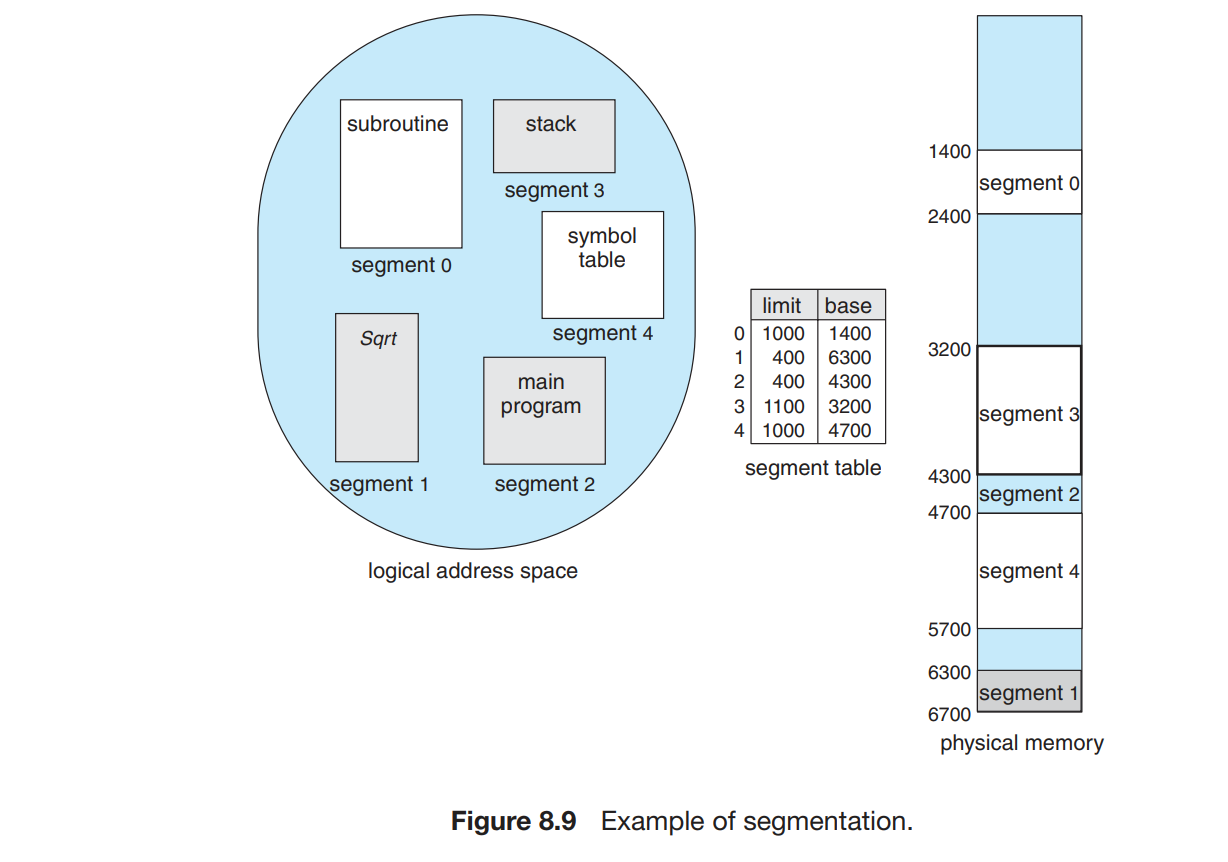 subroutine
segment 0
stack
segment 3
symbol
table
segment 4
Sqrt
segment 1
main
program
segment 2
logical address space
limit base
0 1000 1400
1 400 6300
2 400 4300
3 1100 3200
4 1000 4700
segment table
1400
segment 0
2400
3200
segment 3
4300
segment 2
4700
segment 4
5700
6300
segment 1
6700
physical memory
Figure 8.9 Example of segmentation.